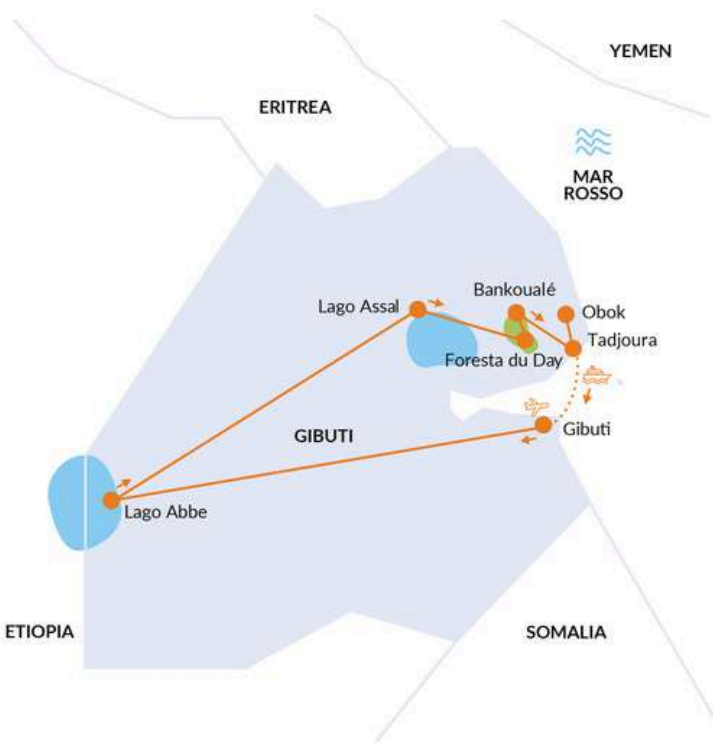 YEMEN
ERITREA
MAR
ROSSO
Bankoualé
Lago Assal
Obok
Tadjoura
Foresta du Day
Gibuti
GIBUTI
Lago Abbe
ETIOPIA
SOMALIA